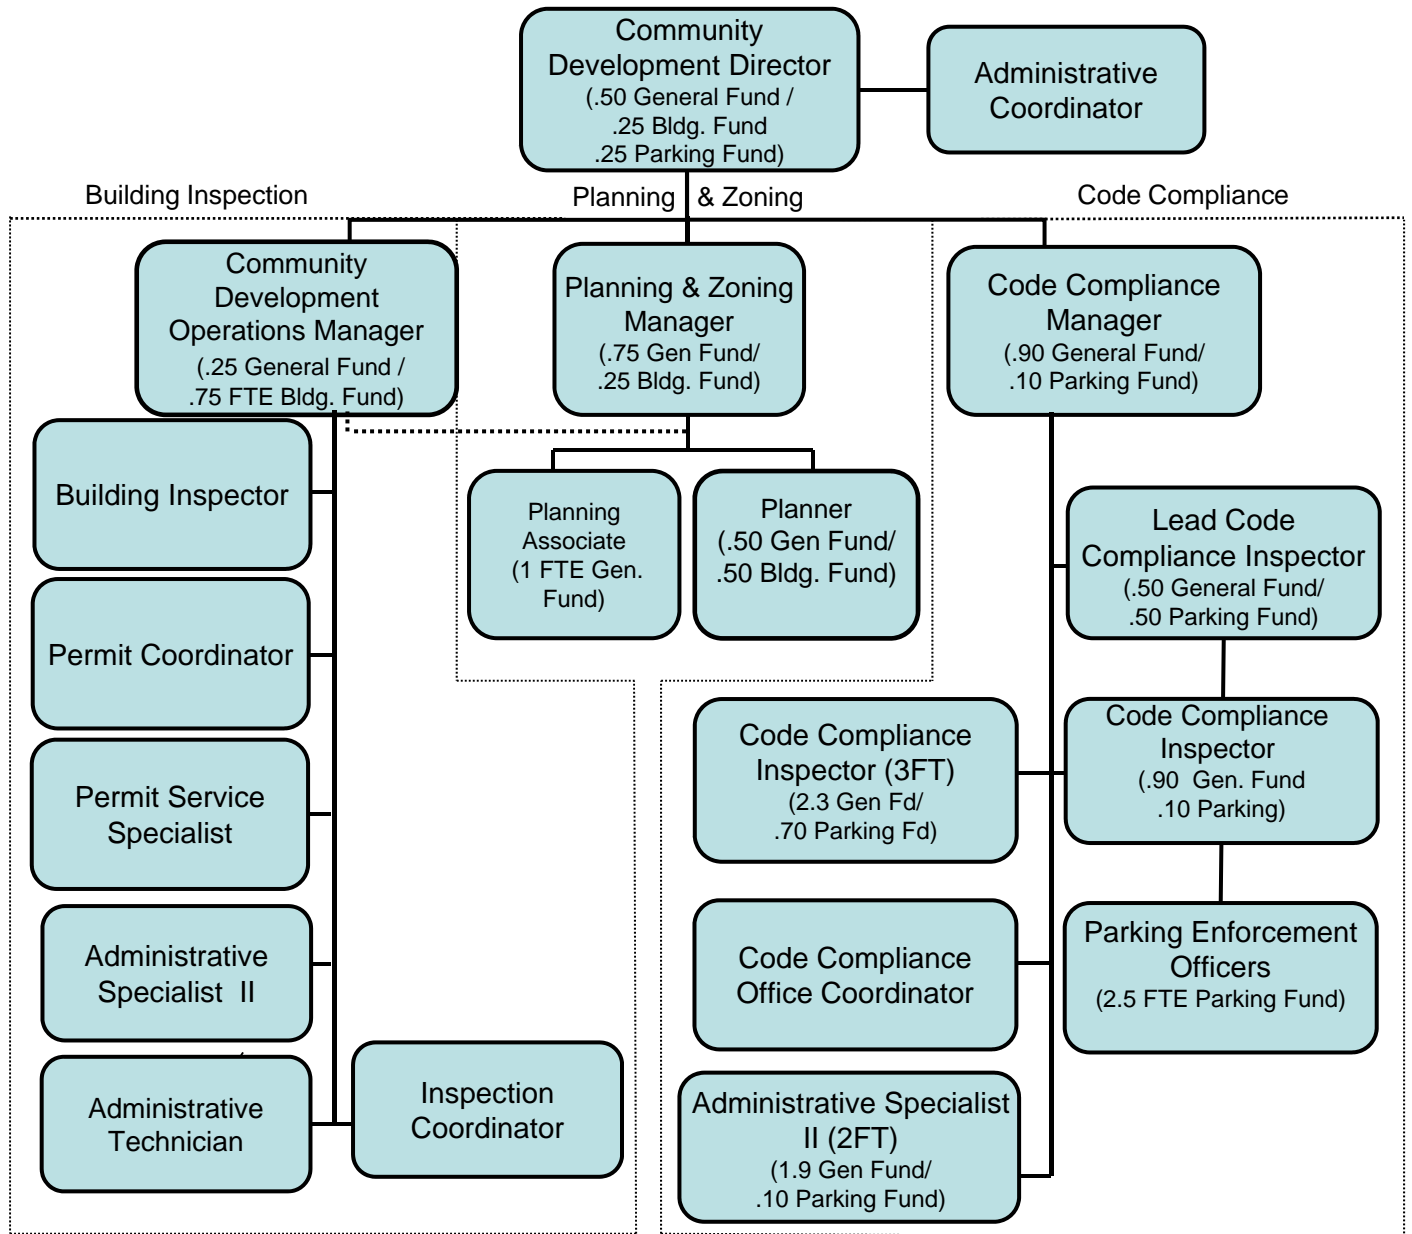 Community
Development Director
(.50 General Fund /
.25 Bldg. Fund
.25 Parking Fund)
Administrative
Coordinator
Building Inspection
Planning & Zoning
Code Compliance
Community
Development
Operations Manager
(.25 General Fund /
.75 FTE Bldg. Fund)
Planning & Zoning
Manager
(.75 Gen Fund/
.25 Bldg. Fund)
Code Compliance
Manager
(.90 General Fund/
.10 Parking Fund)
Building Inspector
Permit Coordinator
Permit Service
Specialist
Administrative
Specialist II
Administrative
Technician
Inspection
Coordinator
Planning
Associate
(1 FTE Gen.
Fund)
Planner
(.50 Gen Fund/
.50 Bldg. Fund)
Lead Code
Compliance Inspector
(.50 General Fund/
.50 Parking Fund)
Code Compliance
Inspector (3FT)
(2.3 Gen Fd/
.70 Parking Fd)
Code Compliance
Inspector
(.90 Gen. Fund
.10 Parking)
Code Compliance
Office Coordinator
Parking Enforcement
Officers
(2.5 FTE Parking Fund)
Administrative Specialist
II (2FT)
(1.9 Gen Fund/
.10 Parking Fund)